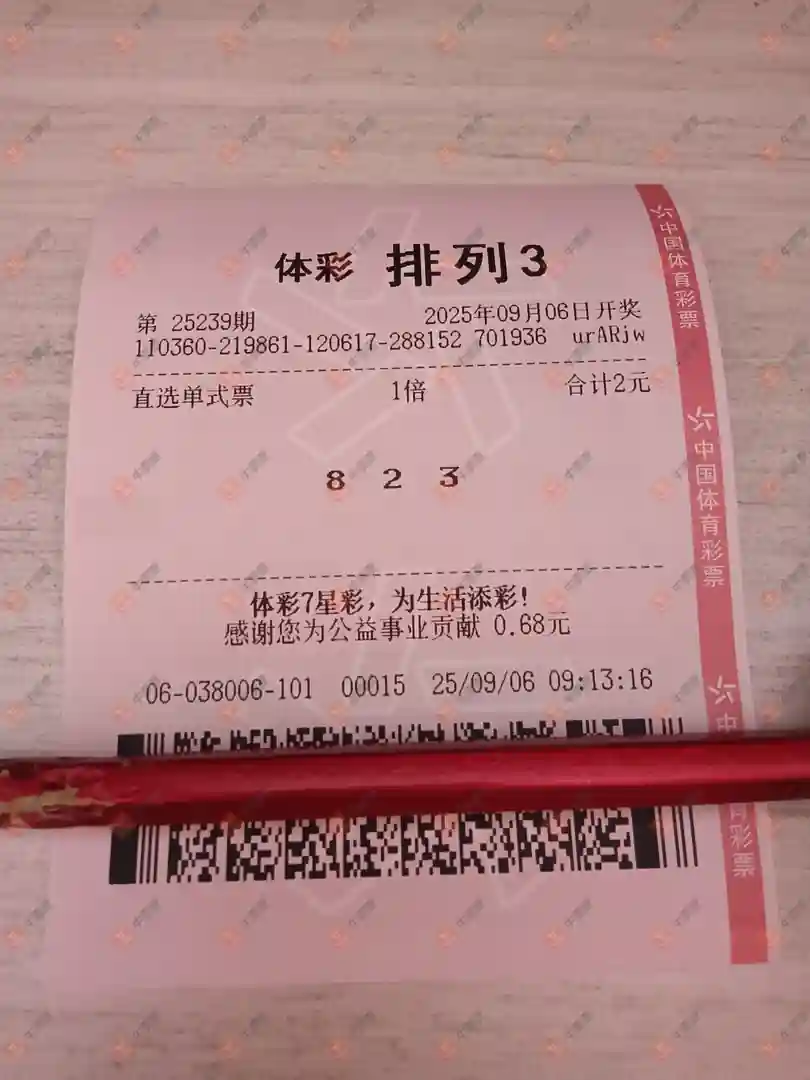 体彩 排列3
第 25239期 2025年09月06日开奖
110360-219861-120617-288152 701936 urARjw
直选单式票 1倍 合计2元
8 2 3
体彩7星彩，为生活添彩!
感谢您为公益事业贡献 0.68元
06-038006-101 00015 25/09/06 09:13:16
中国体育彩票
中国体育彩票
中
彩票